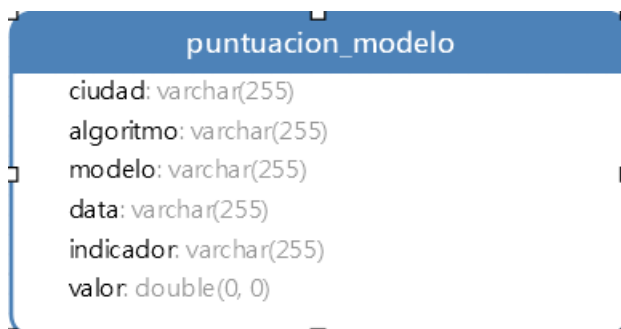 puntuacion_modelo
ciudad: varchar(255)
algoritmo: varchar(255)
modelo: varchar(255)
data: varchar(255)
indicador: varchar(255)
valor: double(0, 0)